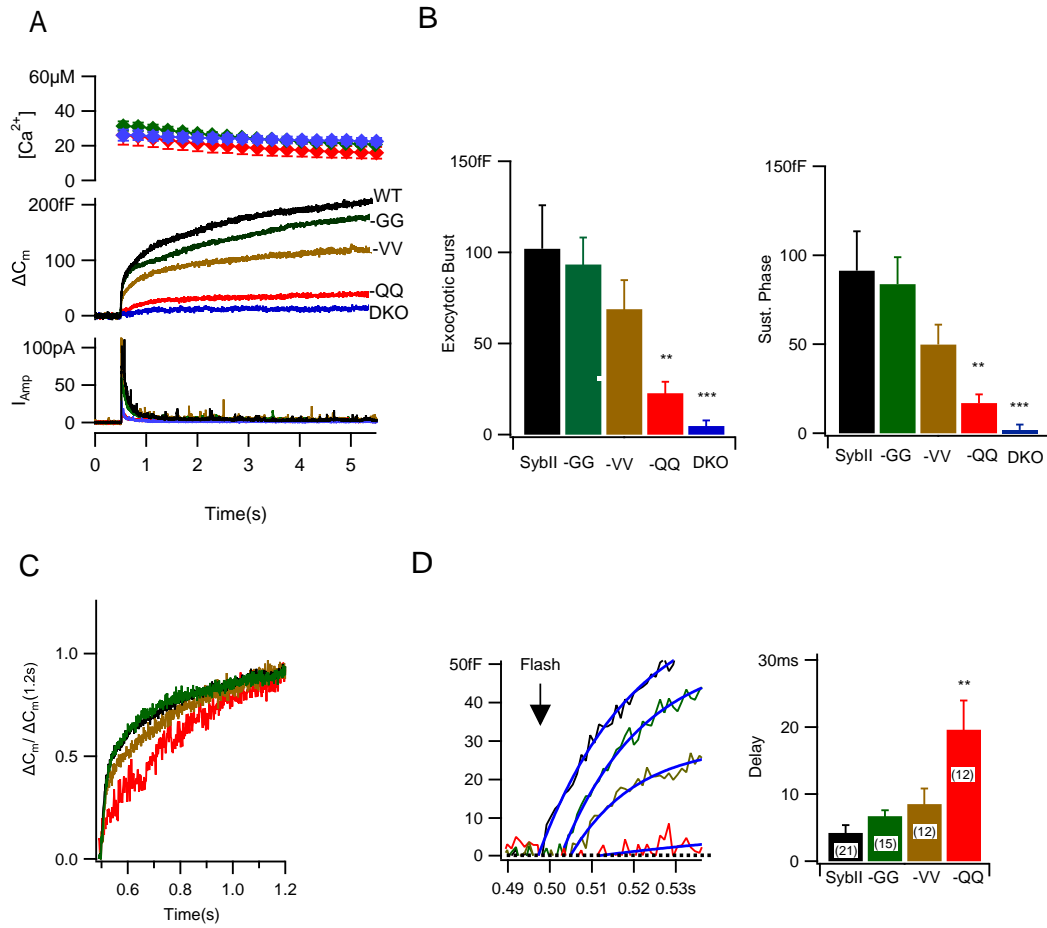 A
60µM
40
20
0
[Ca2+]
200fF
100
0
ΔCm
WT
-GG
-VV
-QQ
DKO
100pA
50
0
IAmp
0 1 2 3 4 5
Time(s)
B
150fF
100
50
0
Exocytotic Burst
**
***
SybII -GG -VV -QQ DKO
150fF
100
50
0
Sust. Phase
**
***
SybII -GG -VV -QQ DKO
C
1.0
0.5
0.0
ΔCm/ ΔCm(1.2s)
0.6 0.8 1.0 1.2
Time(s)
D
50fF
40
30
20
10
0
Flash
0.49 0.50 0.51 0.52 0.53s
30ms
20
10
0
Delay
**
(21) (15) (12) (12)
SybII -GG -VV -QQ